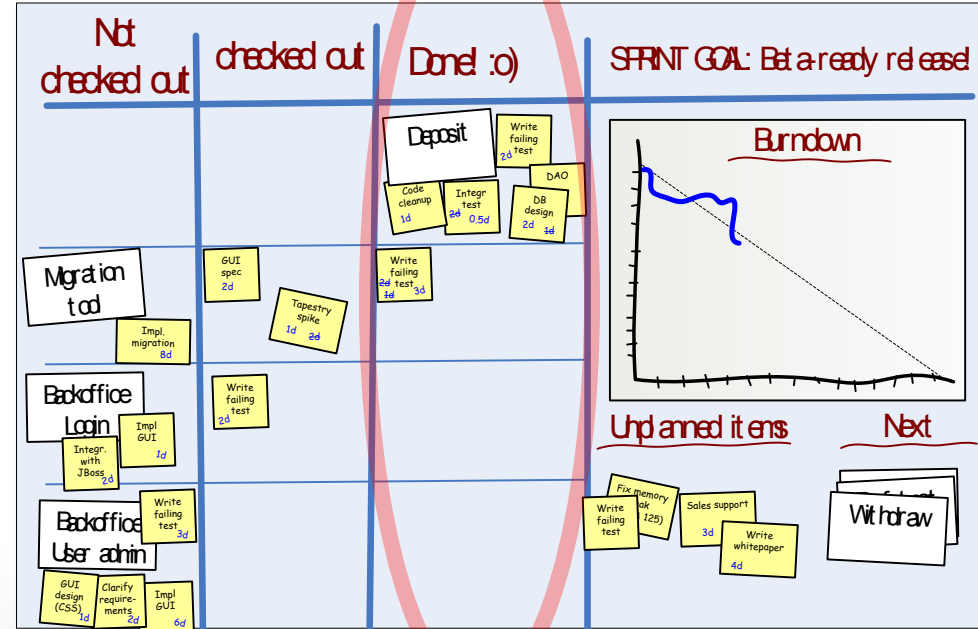 Not
checked out
checked out
Done! :o)
SPRINT GOAL: Beta-ready release!
Deposit
Write
failing
test
2d
DAO
Code
cleanup
1d
Integr
test
2d 0.5d
DB
design
2d 1d
Burndown
Migration
tool
Impl.
migration
8d
GUI
spec
2d
Tapestry
spike
1d 2d
Write
failing
test
2d
1d 3d
Backoffice
Login
Impl
GUI
1d
Integr.
with
JBoss
2d
Write
failing
test
2d
Backoffice
User admin
Write
failing
test
3d
GUI
design
(CSS)
1d
Clarify
require-
ments
2d
Impl
GUI
6d
Unplanned items
Next
Fix memory
125)
Write
failing
test
Sales support
3d
Write
whitepaper
4d
Withdraw